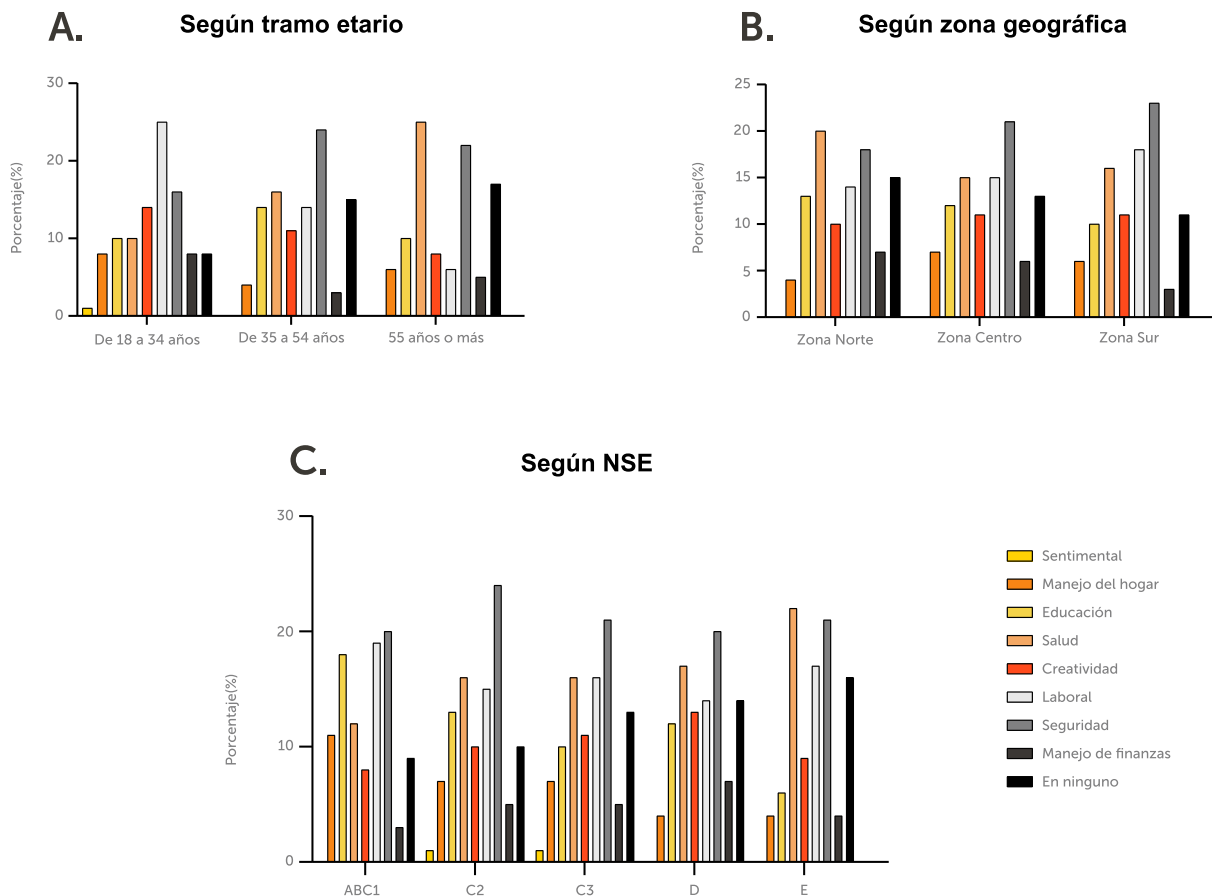 A.
Según tramo etario
30
20
10
0
Porcentaje(%)
De 18 a 34 años
De 35 a 54 años
55 años o más
B.
Según zona geográfica
25
20
15
10
5
0
Porcentaje(%)
Zona Norte
Zona Centro
Zona Sur
C.
Según NSE
30
20
10
0
Porcentaje(%)
ABC1
C2
C3
D
E
Sentimental
Manejo del hogar
Educación
Salud
Creatividad
Laboral
Seguridad
Manejo de finanzas
En ninguno